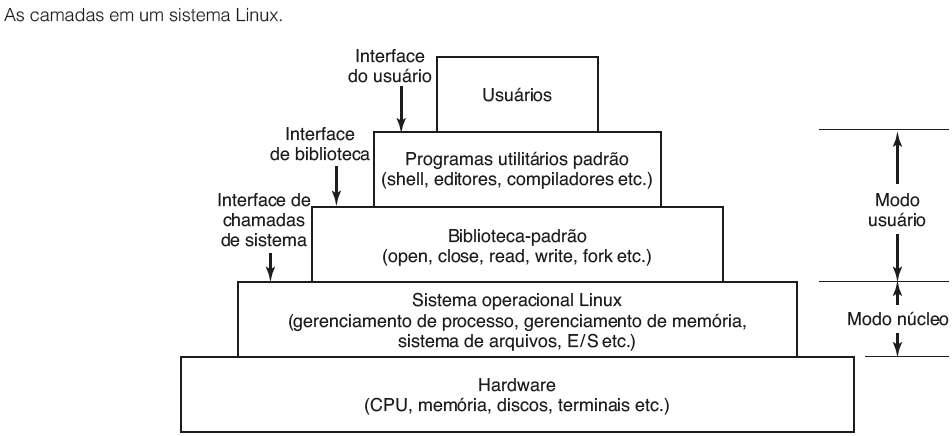 As camadas em um sistema Linux.
Interface
do usuário
Usuários
Interface
de biblioteca
Programas utilitários padrão
(shell, editores, compiladores etc.)
Interface de
chamadas
de sistema
Biblioteca-padrão
(open, close, read, write, fork etc.)
Modo
usuário
Sistema operacional Linux
(gerenciamento de processo, gerenciamento de memória,
sistema de arquivos, E/S etc.)
Modo núcleo
Hardware
(CPU, memória, discos, terminais etc.)